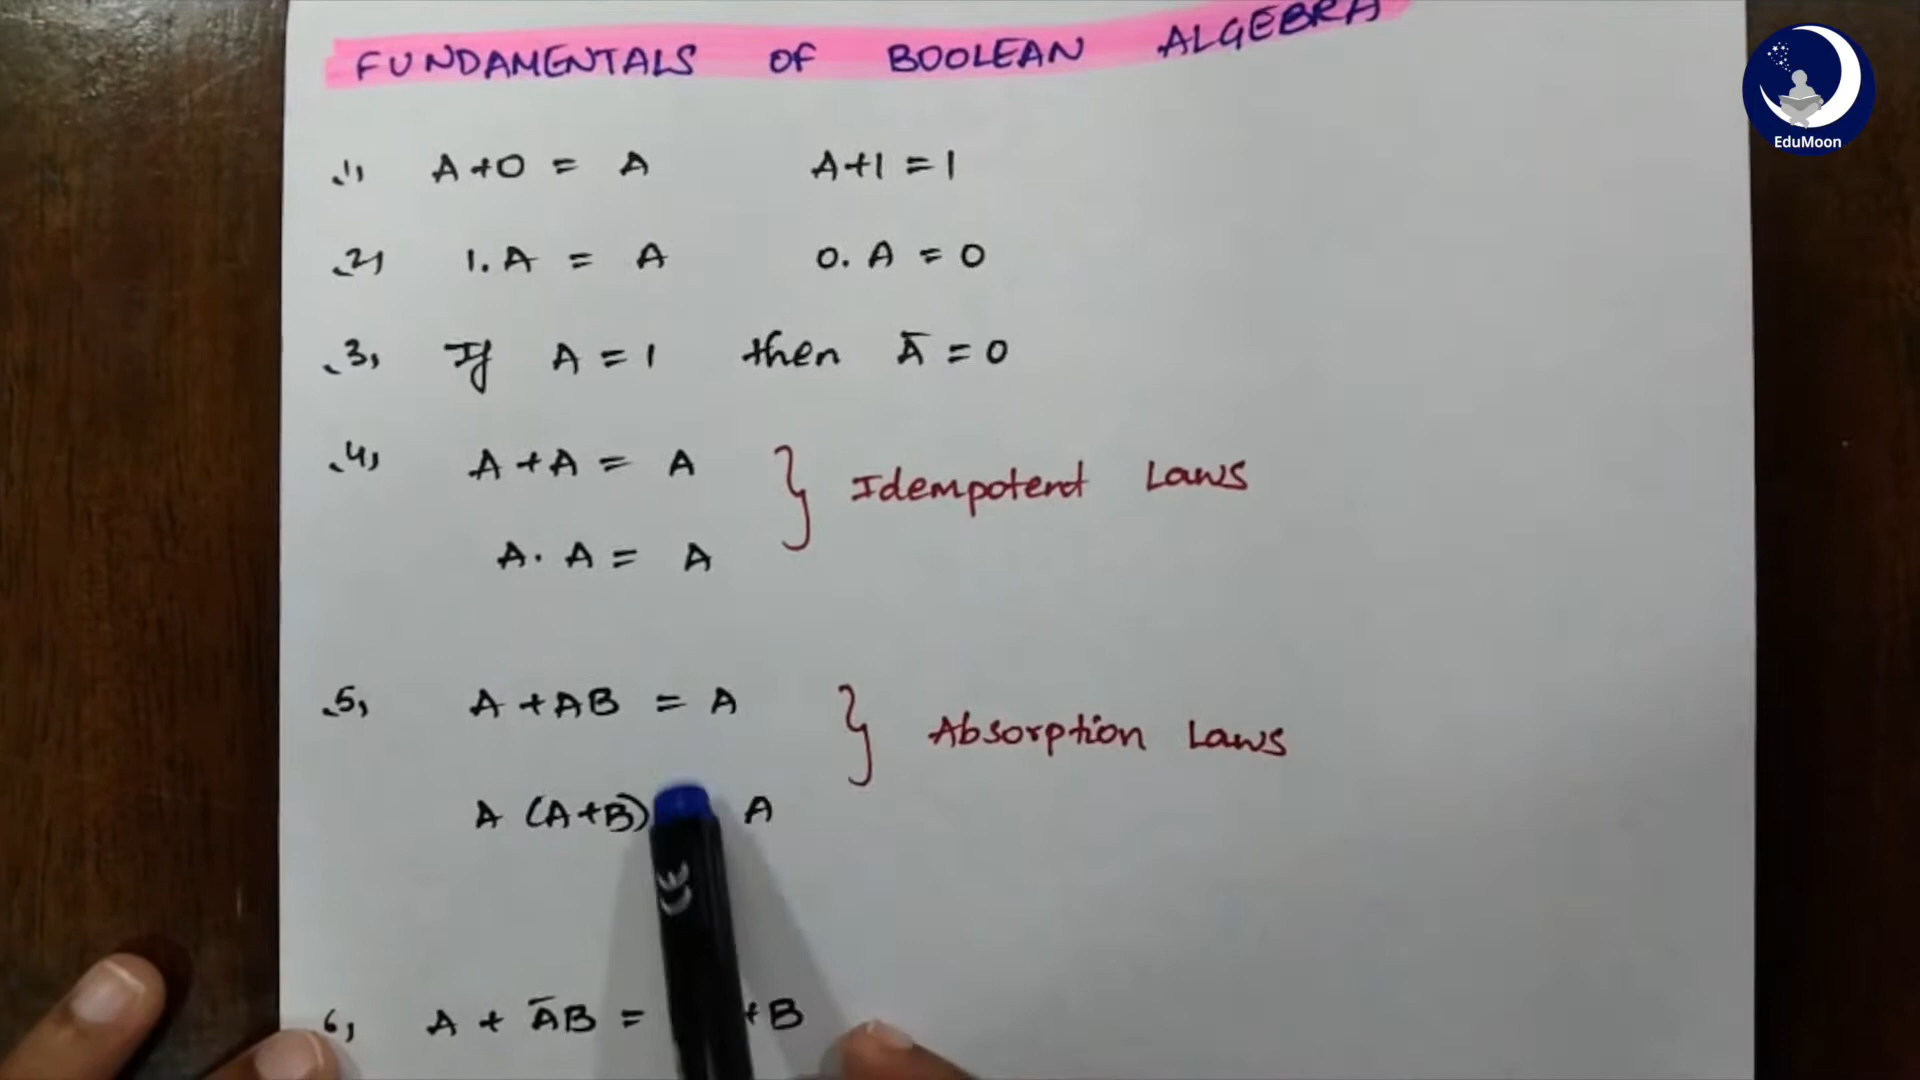 FUNDAMENTALS OF BOOLEAN ALGEBRA
EduMoon
1, A+0 = A A+1 = 1
2, 1. A = A 0. A = 0
3, If A = 1 then Ā = 0
4, A + A = A
Idempotent Laws
A. A = A
5, A + AB = A
Absorption Laws
A (A+B) A
6, A + ĀB = +B